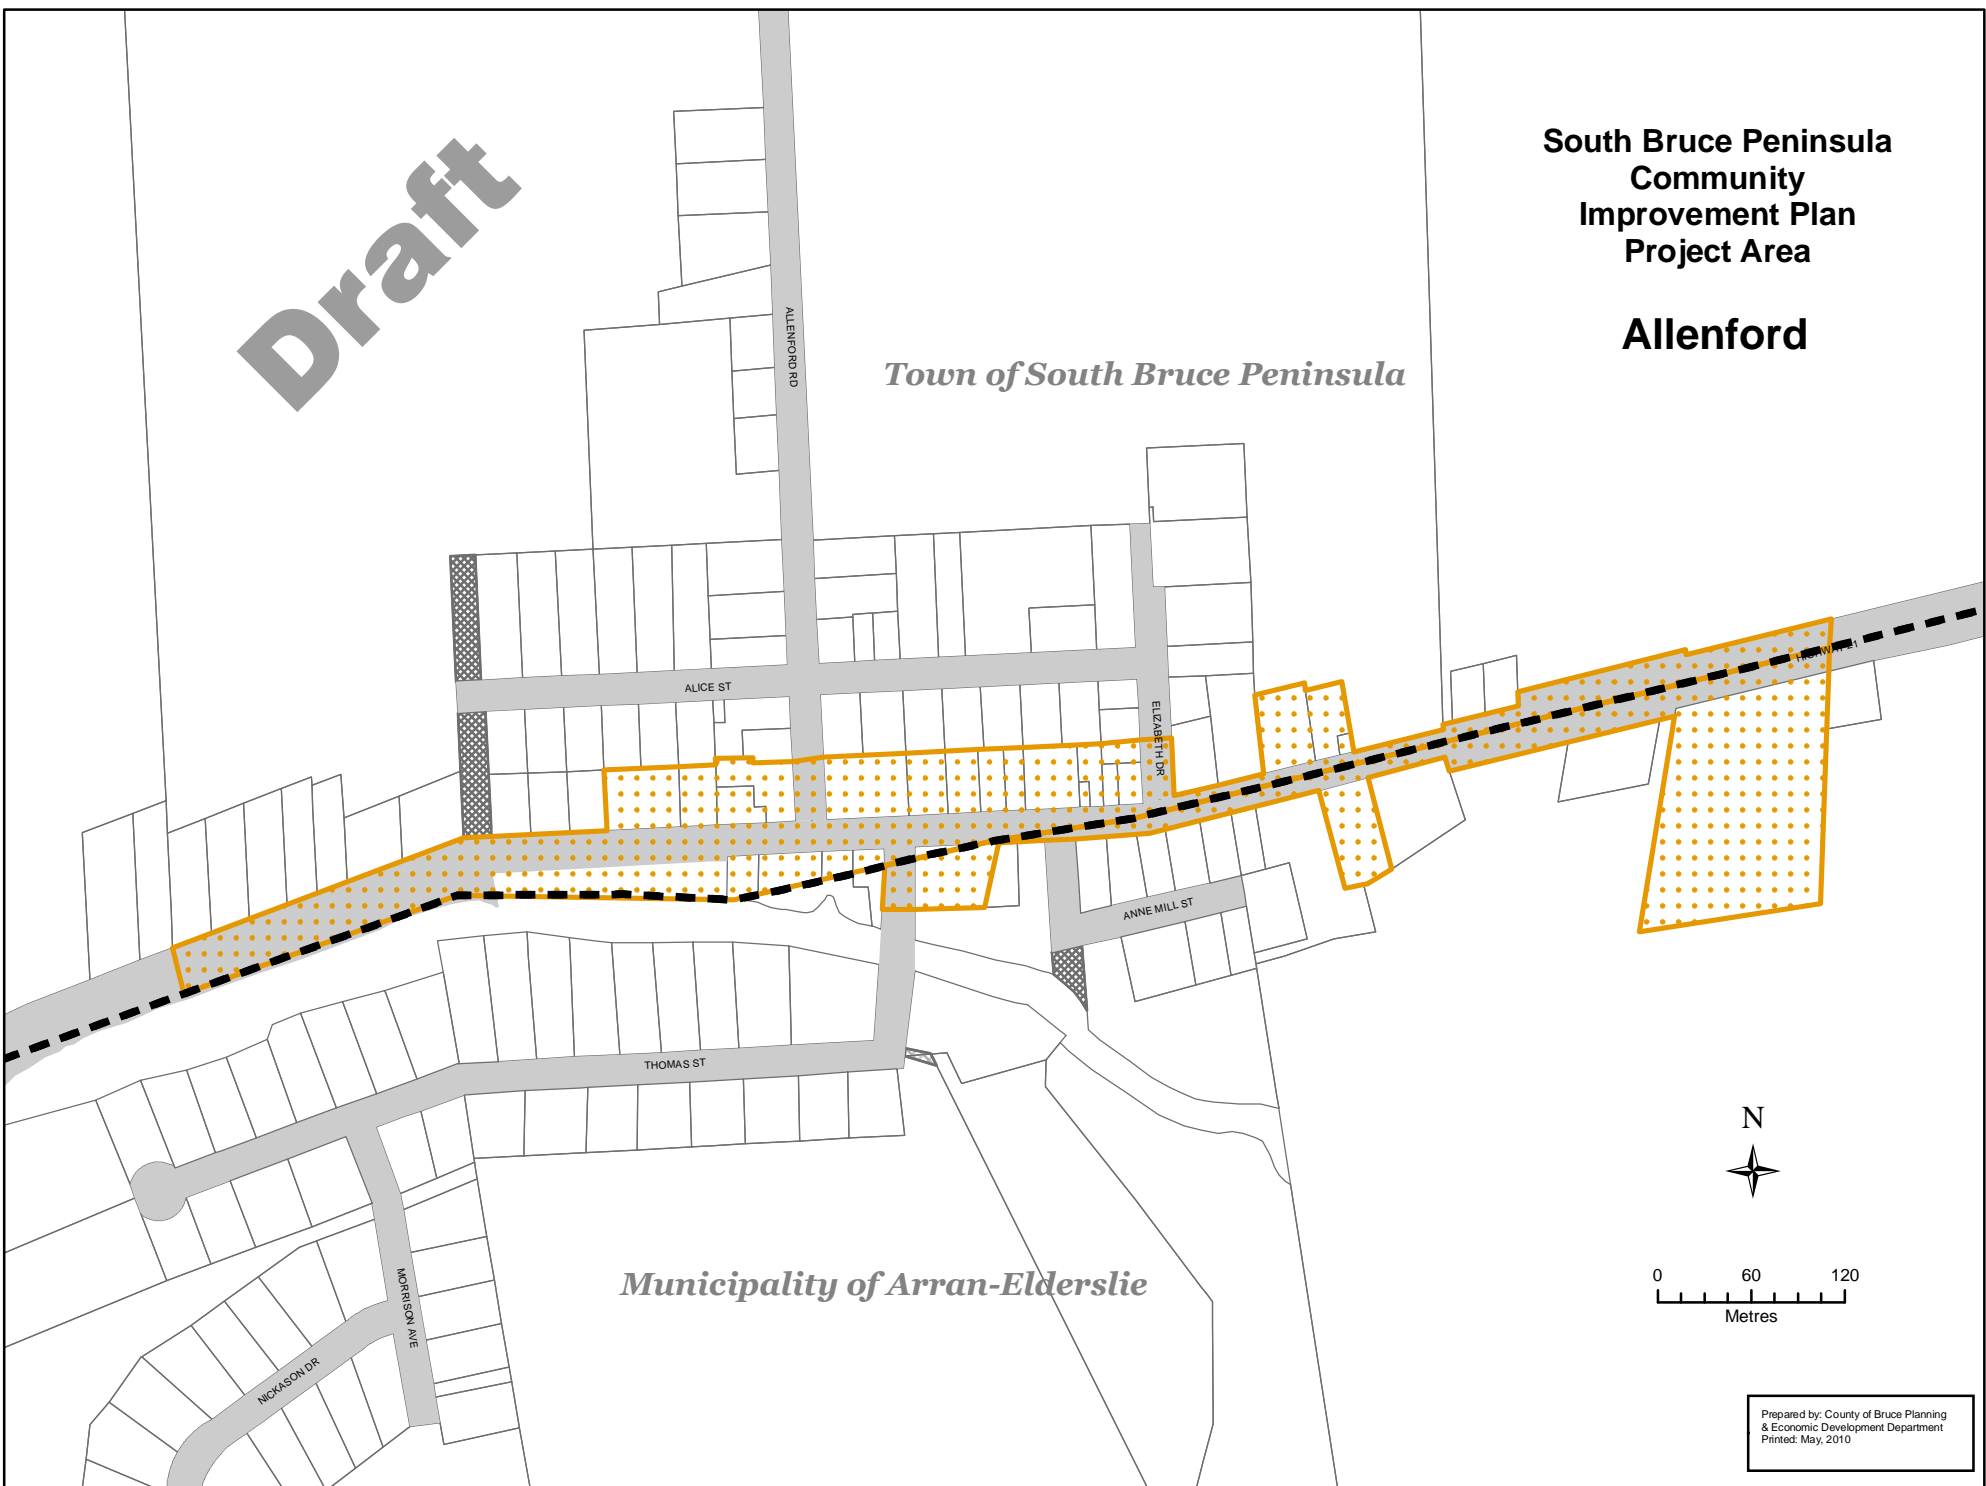 South Bruce Peninsula
Community
Improvement Plan
Project Area
Allenford
Draft
Town of South Bruce Peninsula
ALLENFORD RD
ALICE ST
ELIZABETH DR
HIGHWAY 21
ANNE MILL ST
THOMAS ST
MORRISON AVE
NICKASON DR
Municipality of Arran-Elderslie
N
0 60 120
Metres
Prepared by: County of Bruce Planning
& Economic Development Department
Printed: May, 2010